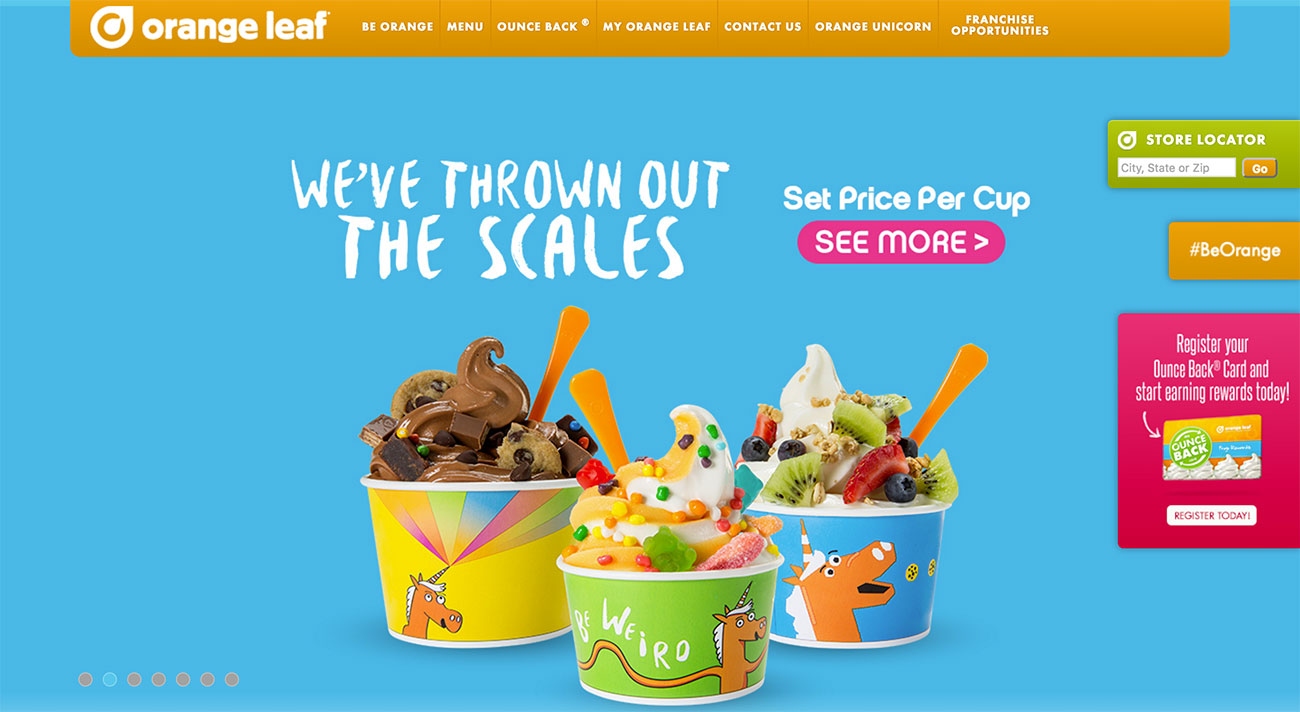 orange leaf®
BE ORANGE
MENU
OUNCE BACK ®
MY ORANGE LEAF
CONTACT US
ORANGE UNICORN
FRANCHISE
OPPORTUNITIES
WE'VE THROWN OUT
THE SCALES
Set Price Per Cup
SEE MORE >
STORE LOCATOR
City, State or Zip
Go
#BeOrange
Register your
Ounce Back® Card and
start earning rewards today!
orange leaf
OUNCE
BACK
REGISTER TODAY!
BE WEIRD